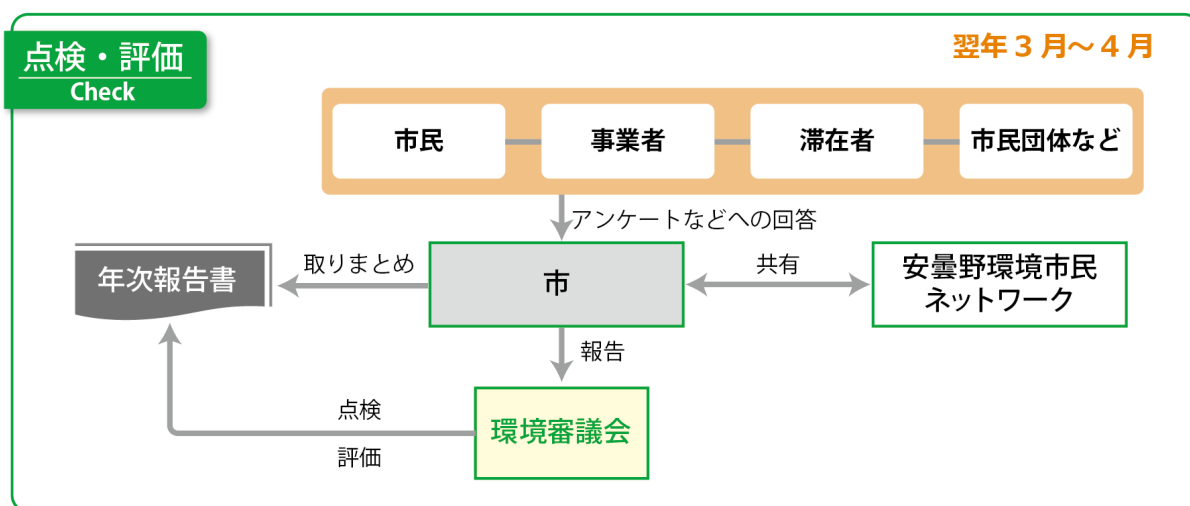 点検・評価
Check
翌年3月～4月
市民
事業者
滞在者
市民団体など
アンケートなどへの回答
年次報告書
取りまとめ
市
共有
安曇野環境市民
ネットワーク
報告
点検
評価
環境審議会